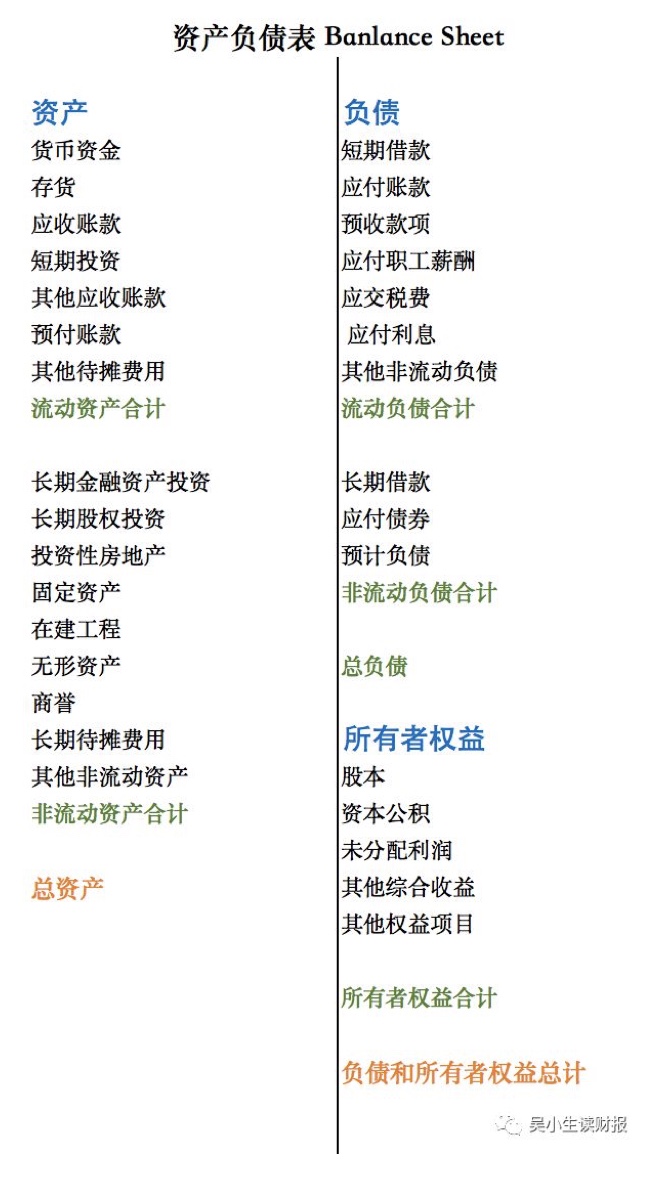 资产负债表 Banlance Sheet
资产
货币资金
存货
应收账款
短期投资
其他应收账款
预付账款
其他待摊费用
流动资产合计
长期金融资产投资
长期股权投资
投资性房地产
固定资产
在建工程
无形资产
商誉
长期待摊费用
其他非流动资产
非流动资产合计
总资产
负债
短期借款
应付账款
预收款项
应付职工薪酬
应交税费
应付利息
其他非流动负债
流动负债合计
长期借款
应付债券
预计负债
非流动负债合计
总负债
所有者权益
股本
资本公积
未分配利润
其他综合收益
其他权益项目
所有者权益合计
负债和所有者权益总计
吴小生读财报